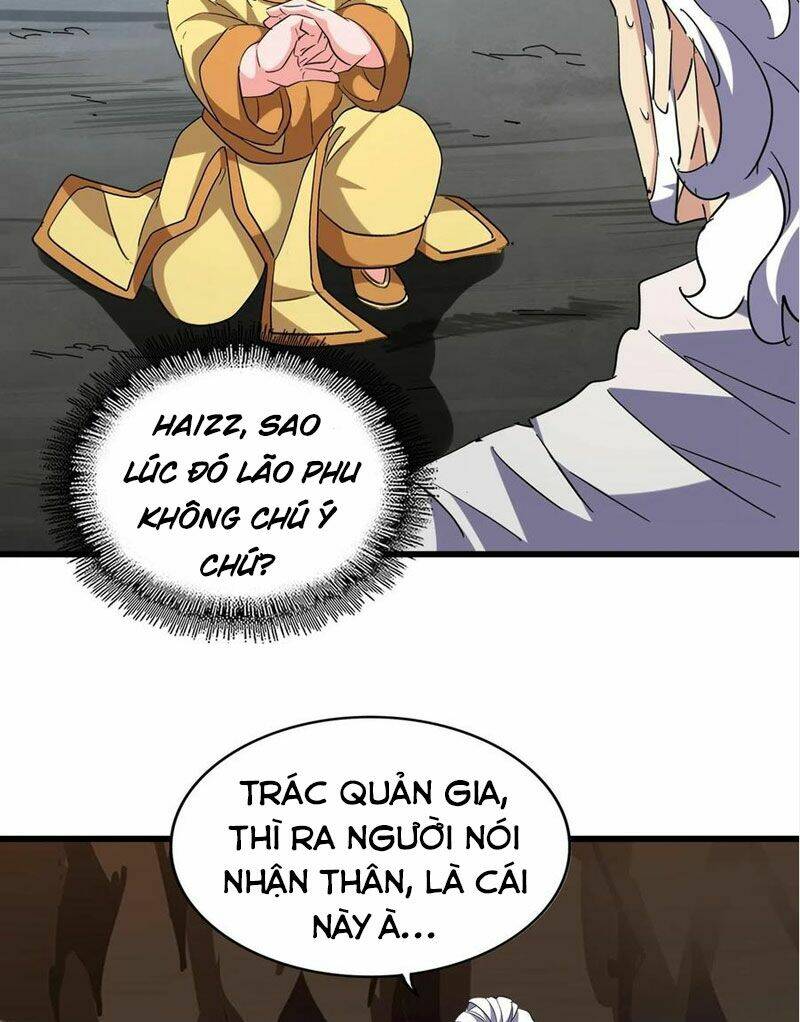 HAIZZ, SAO
LÚC ĐÓ LÃO PHU
KHÔNG CHÚ Ý
CHỨ?
TRÁC QUẢN GIA,
THÌ RA NGƯỜI NÓI
NHẬN THÂN, LÀ CÁI
NÀY À...